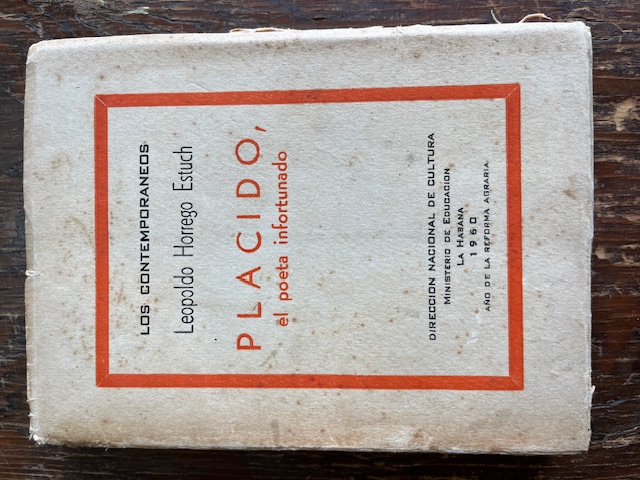 LOS CONTEMPORANEOS
Leopoldo Horrego Estuch
PLACIDO,
el poeta infortunado
DIRECCION NACIONAL DE CULTURA
MINISTERIO DE EDUCACION
LA HABANA
1960
AÑO DE LA REFORMA AGRARIA